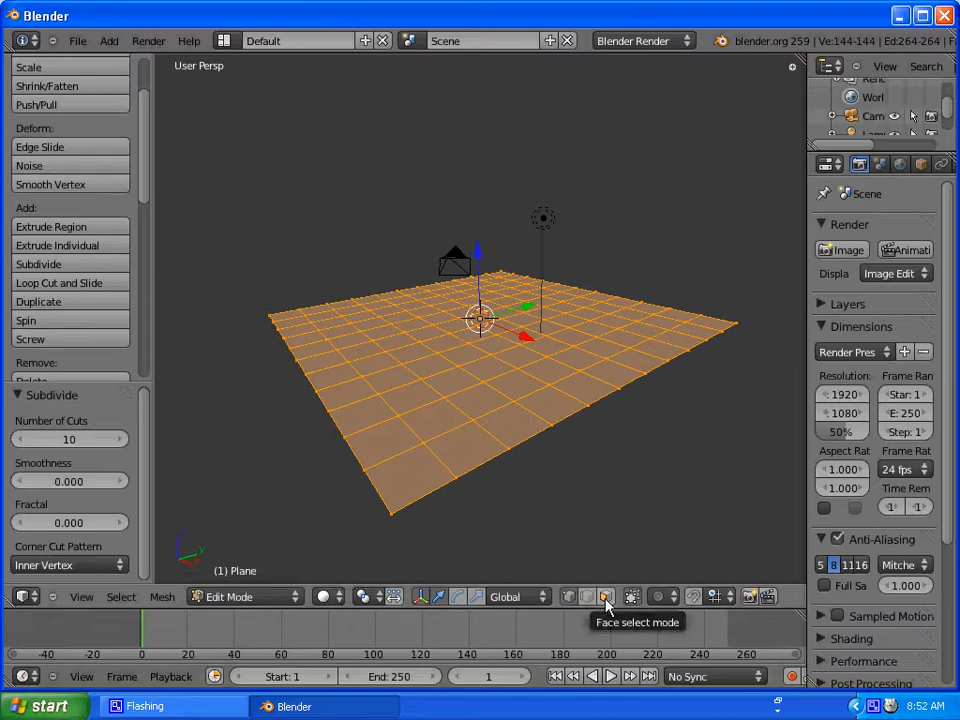 Blender
File Add Render Help Default Scene Blender Render blender.org 259 | Ve:144-144 | Ed:264-264 | F
Scale
Shrink/Fatten
Push/Pull
Deform:
Edge Slide
Noise
Smooth Vertex
Add:
Extrude Region
Extrude Individual
Subdivide
Loop Cut and Slide
Duplicate
Spin
Screw
Remove:
Delete
Subdivide
Number of Cuts
10
Smoothness
0.000
Fractal
0.000
Corner Cut Pattern
Inner Vertex
User Persp
(1) Plane
View Select Mesh Edit Mode Global
Face select mode
-40 -20 0 20 40 60 80 100 120 140 160 180 200 220 240 260
View Frame Playback Start: 1 End: 250 1 No Sync
View Search
Worl
Cam
Scene
Render
Image Animati
Displa Image Edit
Layers
Dimensions
Render Pres
Resolution: Frame Ran
: 1920 Star: 1
: 1080 E: 250
50% Step: 1
Aspect Rat Frame Rat
1.000 24 fps
1.000 Time Rem
1 1
Anti-Aliasing
5 8 11 16 Mitche
Full Sa 1.000
Sampled Motion
Shading
Performance
Post Processing
start Flashing Blender 8:52 AM